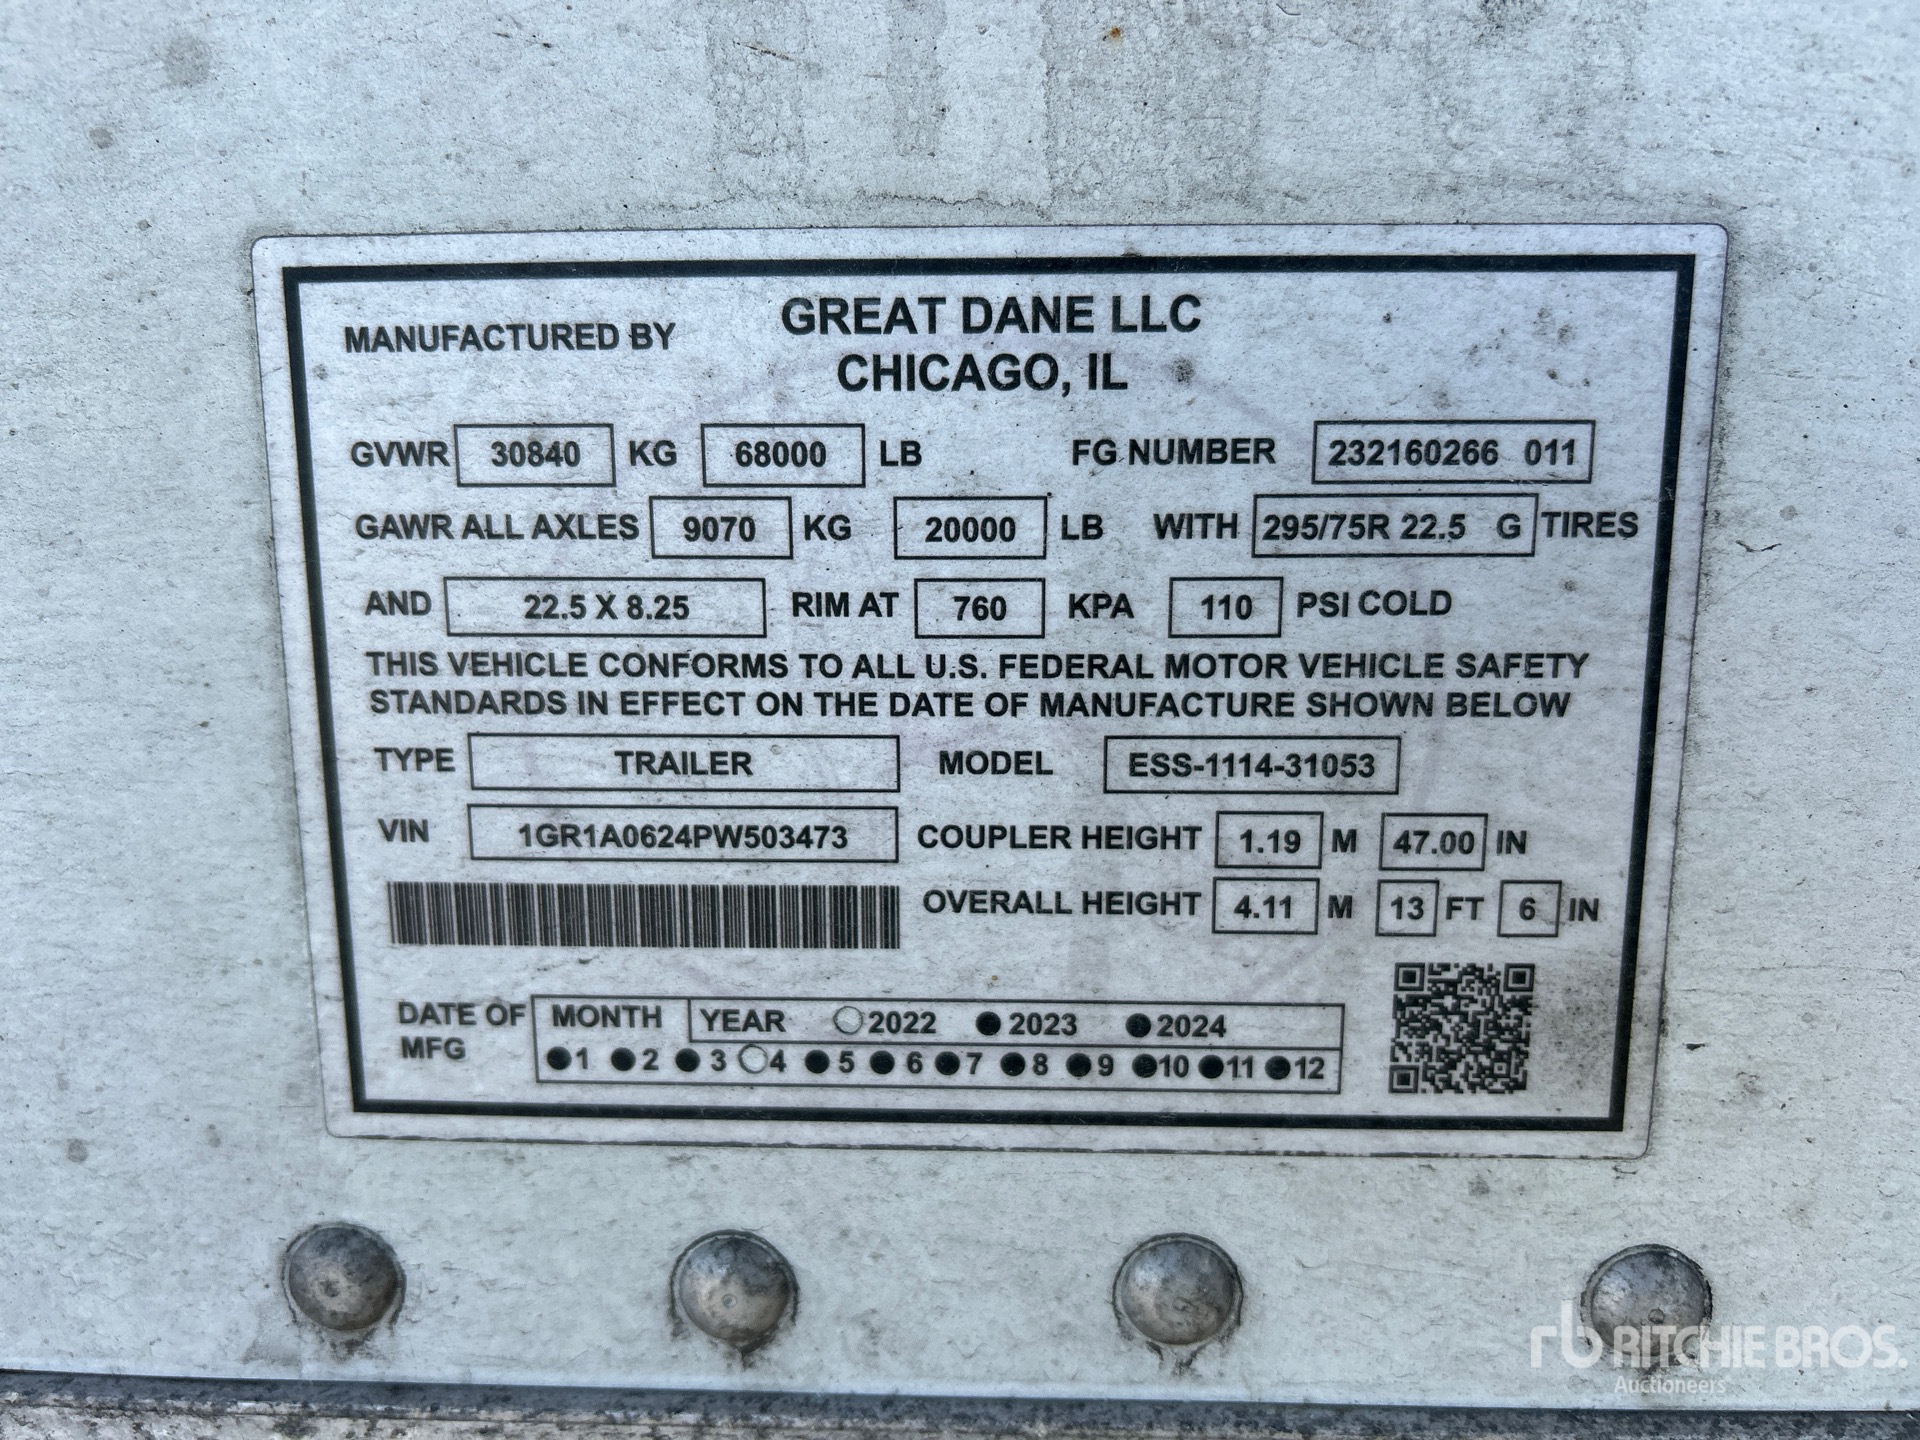 MANUFACTURED BY GREAT DANE LLC
CHICAGO, IL
GVWR 30840 KG 68000 LB FG NUMBER 232160266 011
GAWR ALL AXLES 9070 KG 20000 LB WITH 295/75R 22.5 G TIRES
AND 22.5 X 8.25 RIM AT 760 KPA 110 PSI COLD
THIS VEHICLE CONFORMS TO ALL U.S. FEDERAL MOTOR VEHICLE SAFETY
STANDARDS IN EFFECT ON THE DATE OF MANUFACTURE SHOWN BELOW
TYPE TRAILER MODEL ESS-1114-31053
VIN 1GR1A0624PW503473 COUPLER HEIGHT 1.19 M 47.00 IN
OVERALL HEIGHT 4.11 M 13 FT 6 IN
DATE OF MFG MONTH YEAR 2022 2023 2024
1 2 3 4 5 6 7 8 9 10 11 12
rb RITCHIE BROS.
Auctioneers